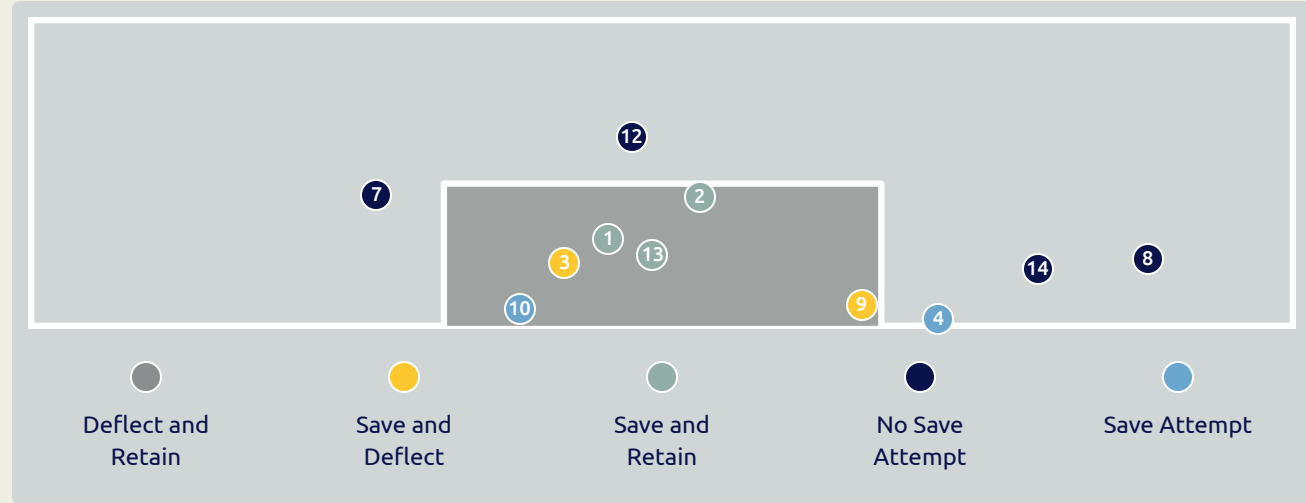 12
7
2
1
13
3
8
14
9
10
4
Deflect and
Retain
Save and
Deflect
Save and
Retain
No Save
Attempt
Save Attempt